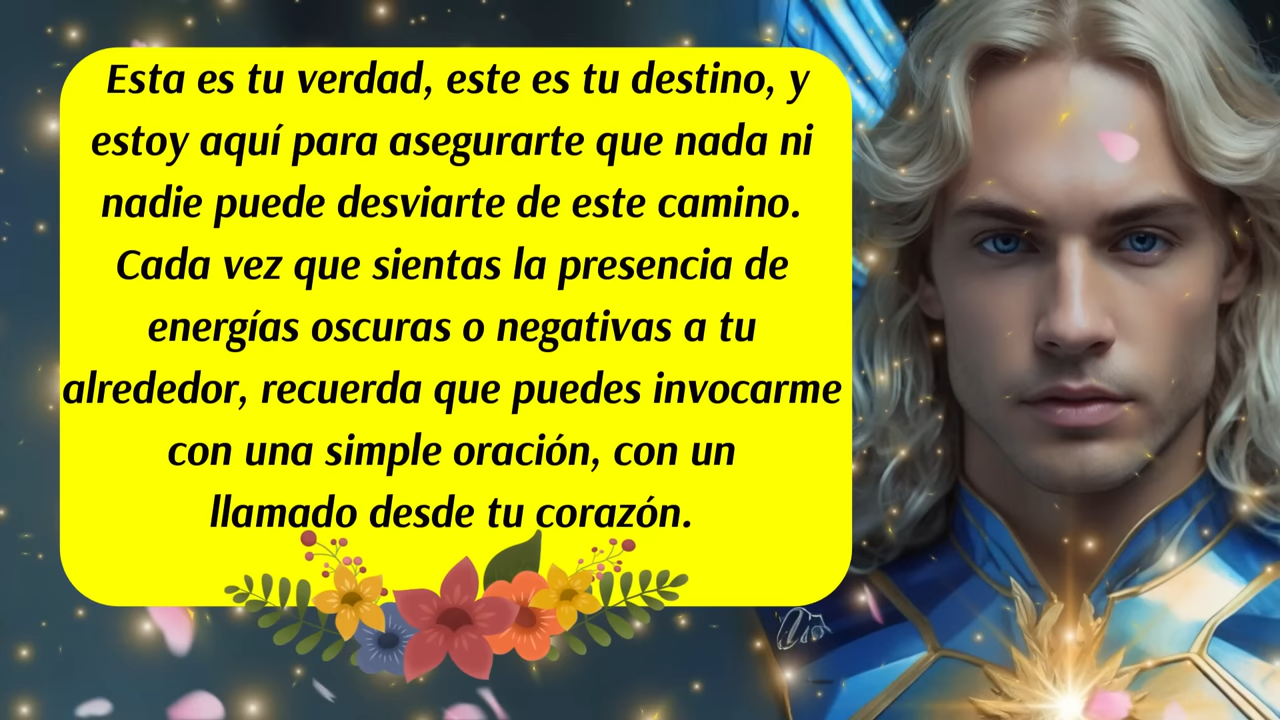 Esta es tu verdad, este es tu destino, y
estoy aquí para asegurarte que nada ni
nadie puede desviarte de este camino.
Cada vez que sientas la presencia de
energías oscuras o negativas a tu
alrededor, recuerda que puedes invocarme
con una simple oración, con un
llamado desde tu corazón.